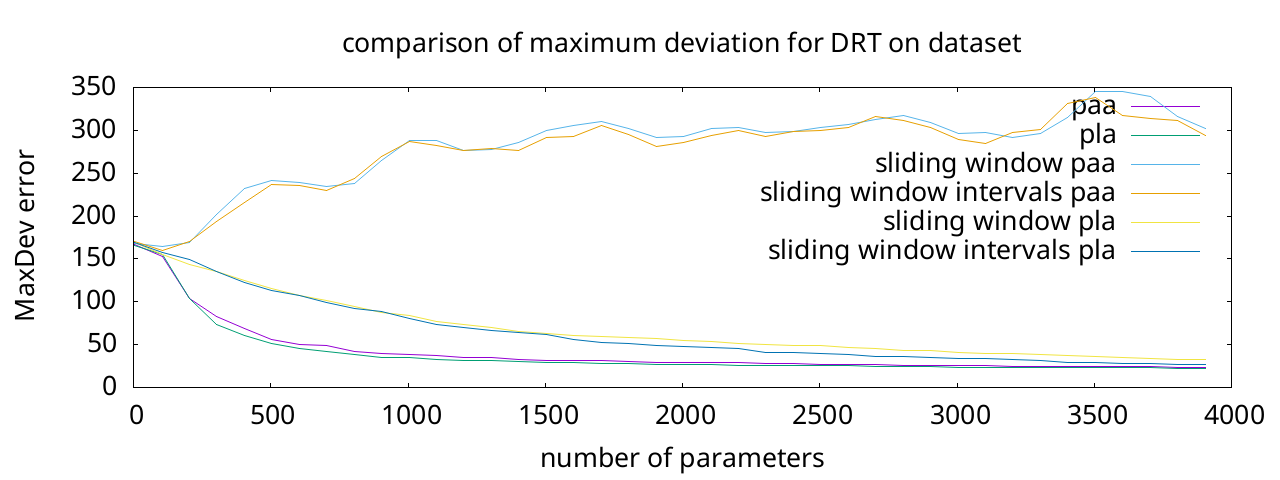 comparison of maximum deviation for DRT on dataset
350
300
250
200
150
100
50
0
MaxDev error
paa
pla
sliding window paa
sliding window intervals paa
sliding window pla
sliding window intervals pla
0 500 1000 1500 2000 2500 3000 3500 4000
number of parameters